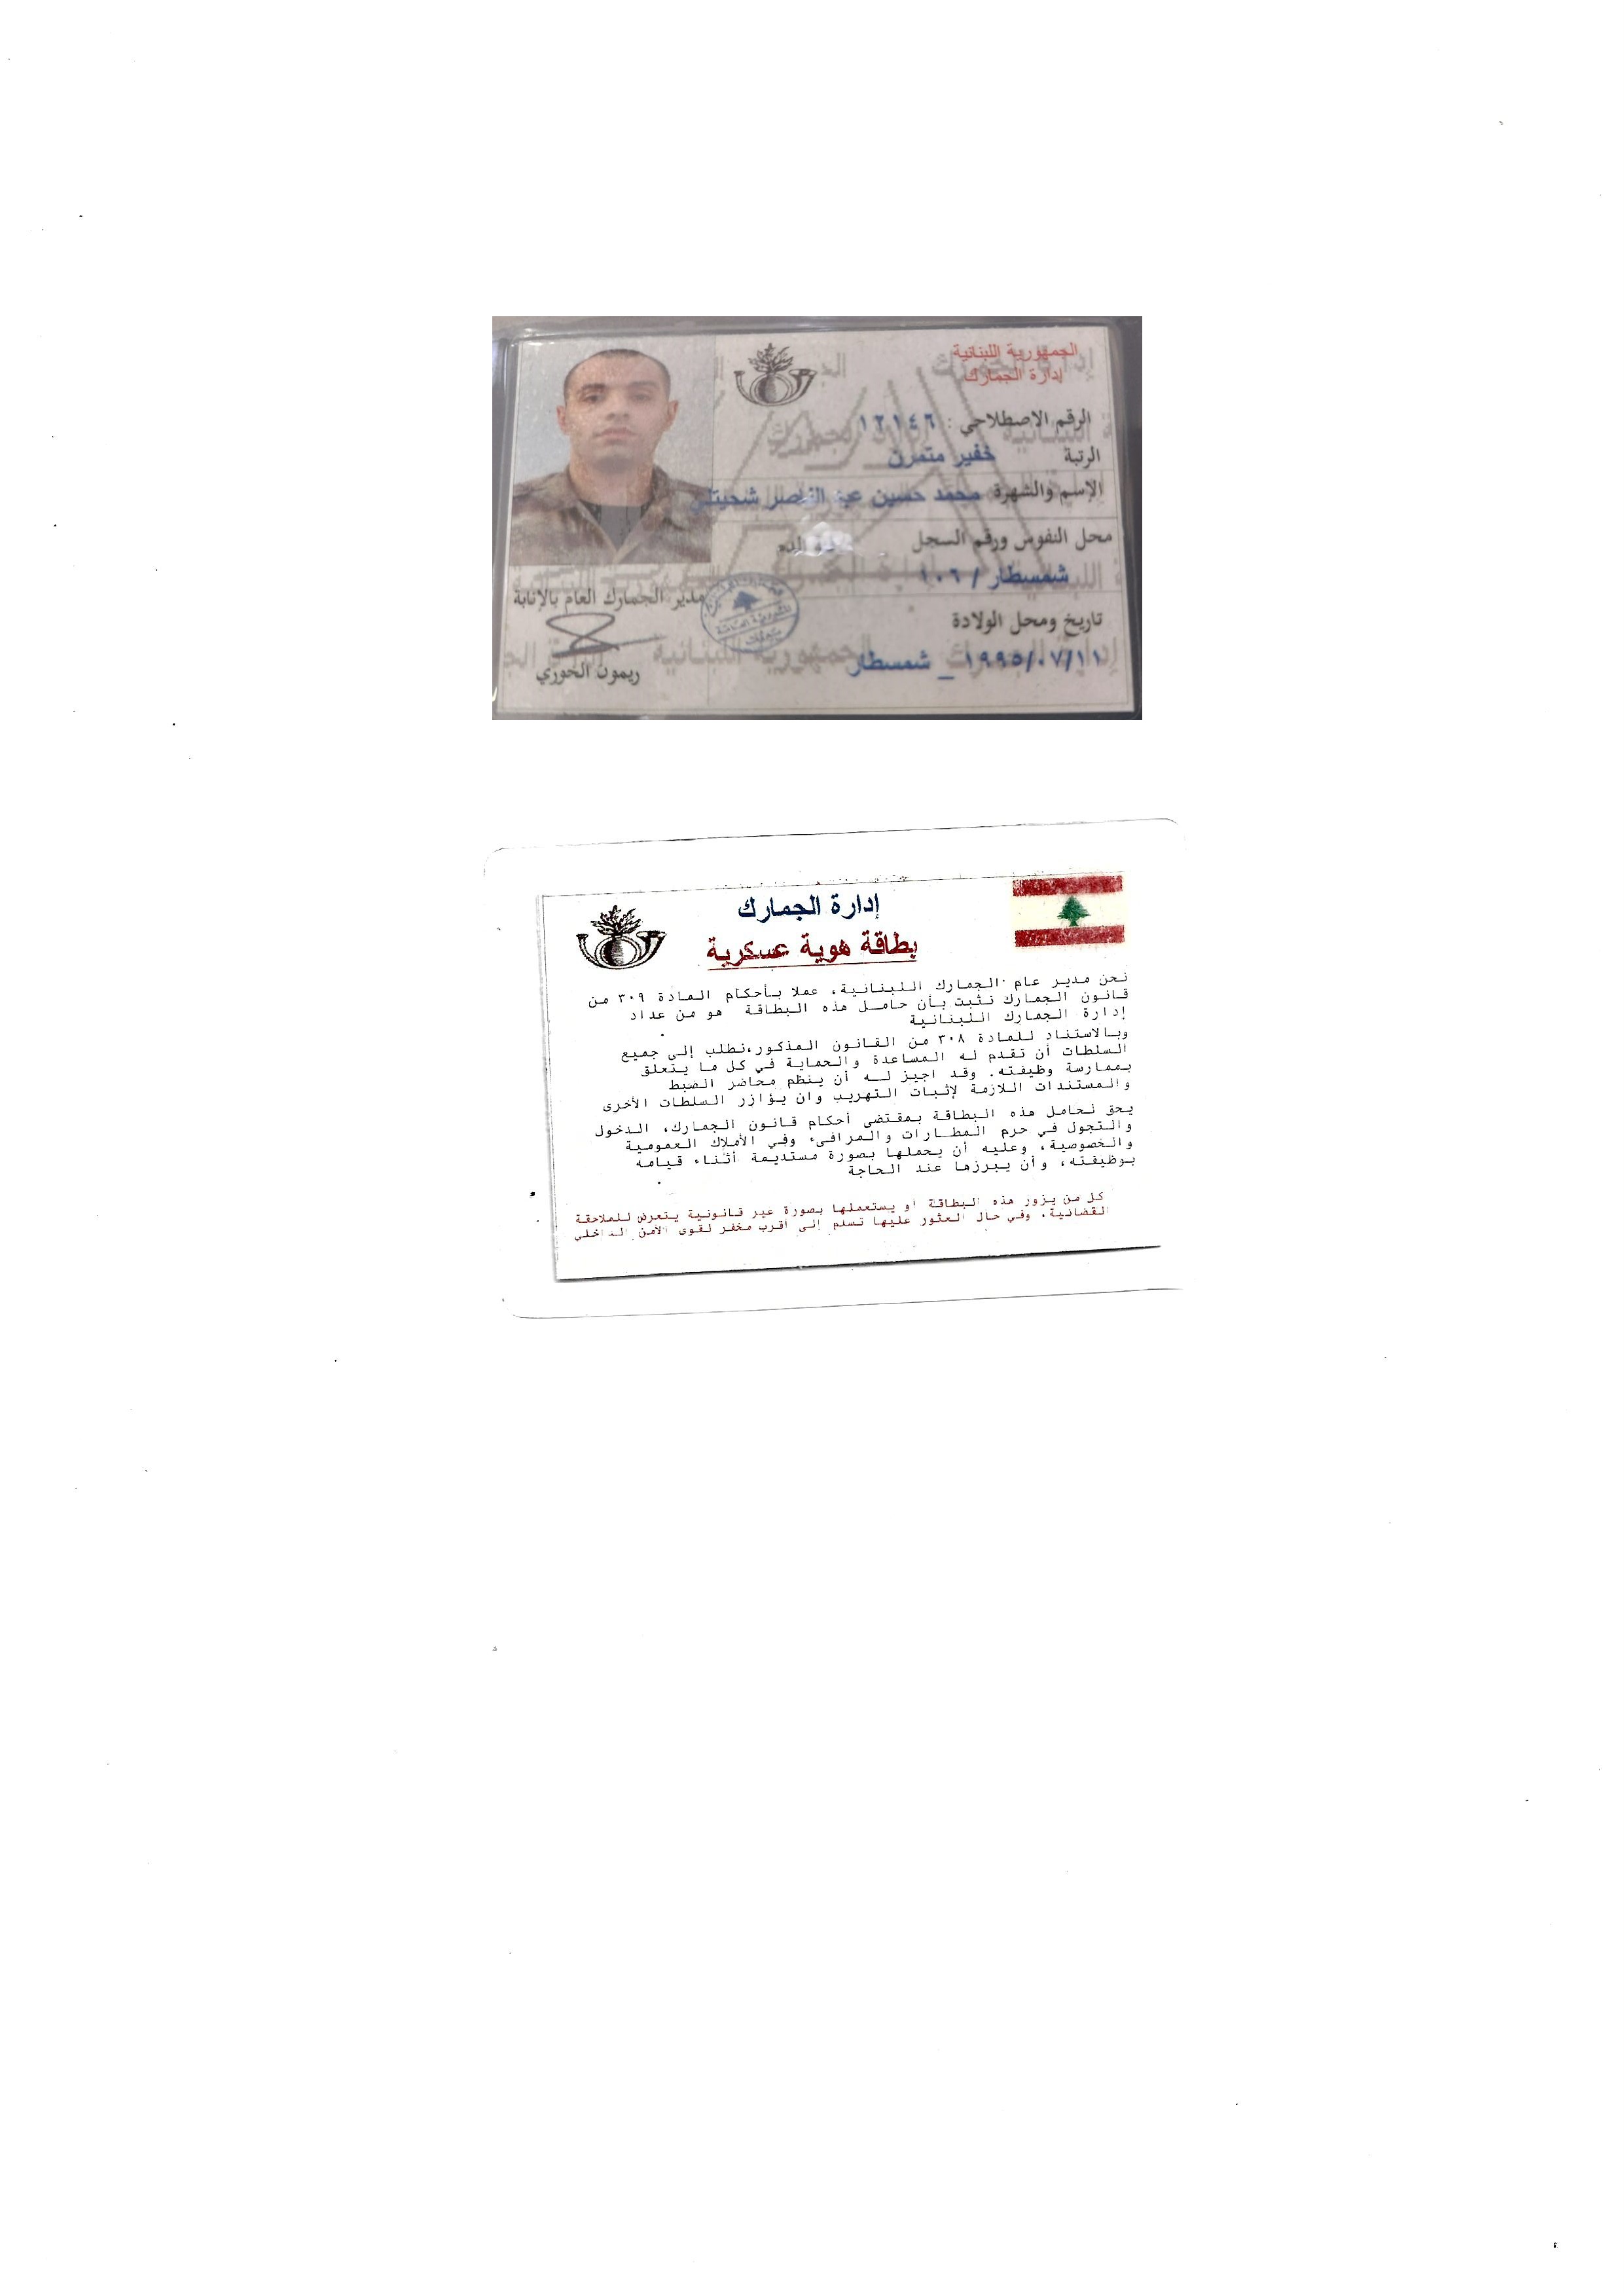 الجمهورية اللبنانية
إدارة الجمارك
الرقم الإصطلاحي : ١٢١٤٦
الرتبة خفير متمرن
الإسم والشهرة محمد حسين عبد الناصر شحيتلي
محل النفوس ورقم السجل
شمسطار / ١٠٦
تاريخ ومحل الولادة
١٩٩٥/٠٧/١١ _ شمسطار
مدير الجمارك العام بالإنابة
ريمون الخوري
إدارة الجمارك
بطاقة هوية عسكرية
نحن مدير عام الجمارك اللبنانية، عملا بأحكام المادة ٣٠٩ من
قانون الجمارك نثبت بأن حامل هذه البطاقة هو من عداد
إدارة الجمارك اللبنانية
وبالاستناد للمادة ٣٠٨ من القانون المذكور،نطلب إلى جميع
السلطات أن تقدم له المساعدة والحماية في كل ما يتعلق
بممارسة وظيفته. وقد اجيز له أن ينظم محاضر الضبط
والمستندات اللازمة لإثبات التهريب وان يؤازر السلطات الأخرى
يحق لحامل هذه البطاقة بمقتضى أحكام قانون الجمارك، الدخول
والتجول في حرم المطارات والمرافىء وفي الأملاك العمومية
والخصوصية، وعليه أن يحملها بصورة مستديمة أثناء قيامه
بوظيفته، وأن يبرزها عند الحاجة
كل من يزور هذه البطاقة او يستعملها بصورة غير قانونية يتعرض للملاحقة
القضائية. وفي حال العثور عليها تسلم إلى أقرب مخفر لقوى الأمن الداخلي